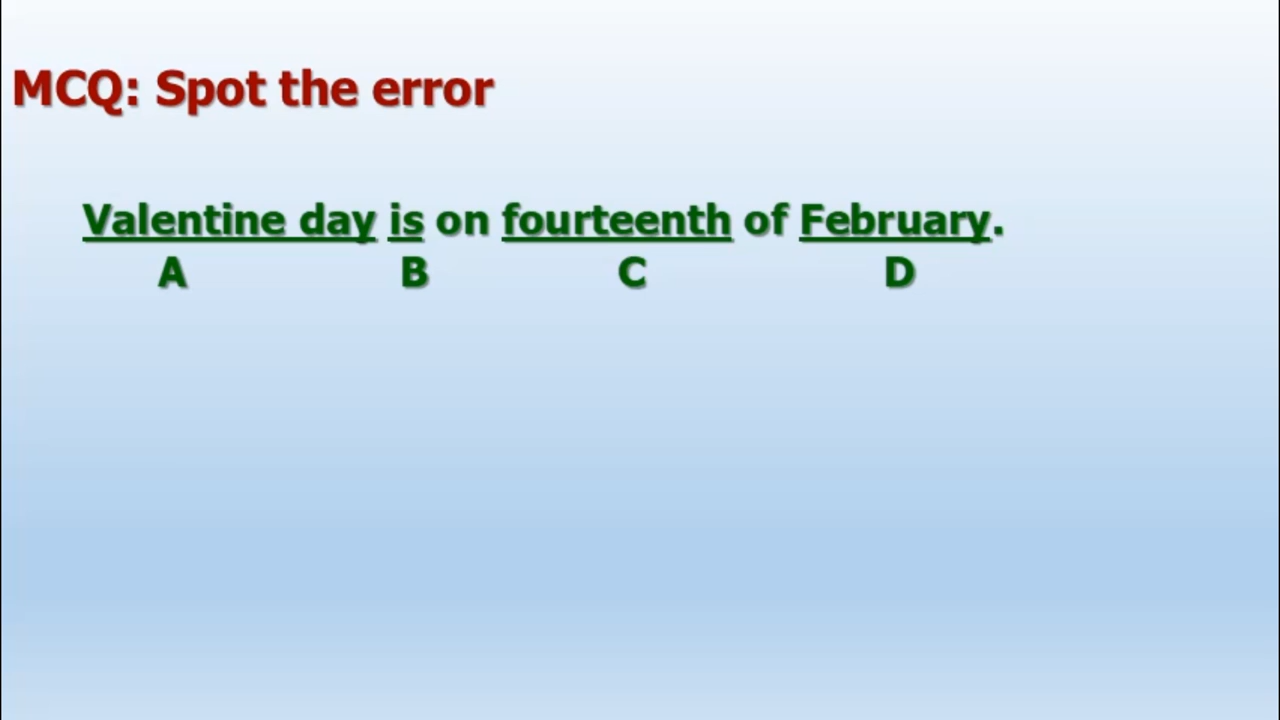 MCQ: Spot the error
Valentine day is on fourteenth of February.
A B C D